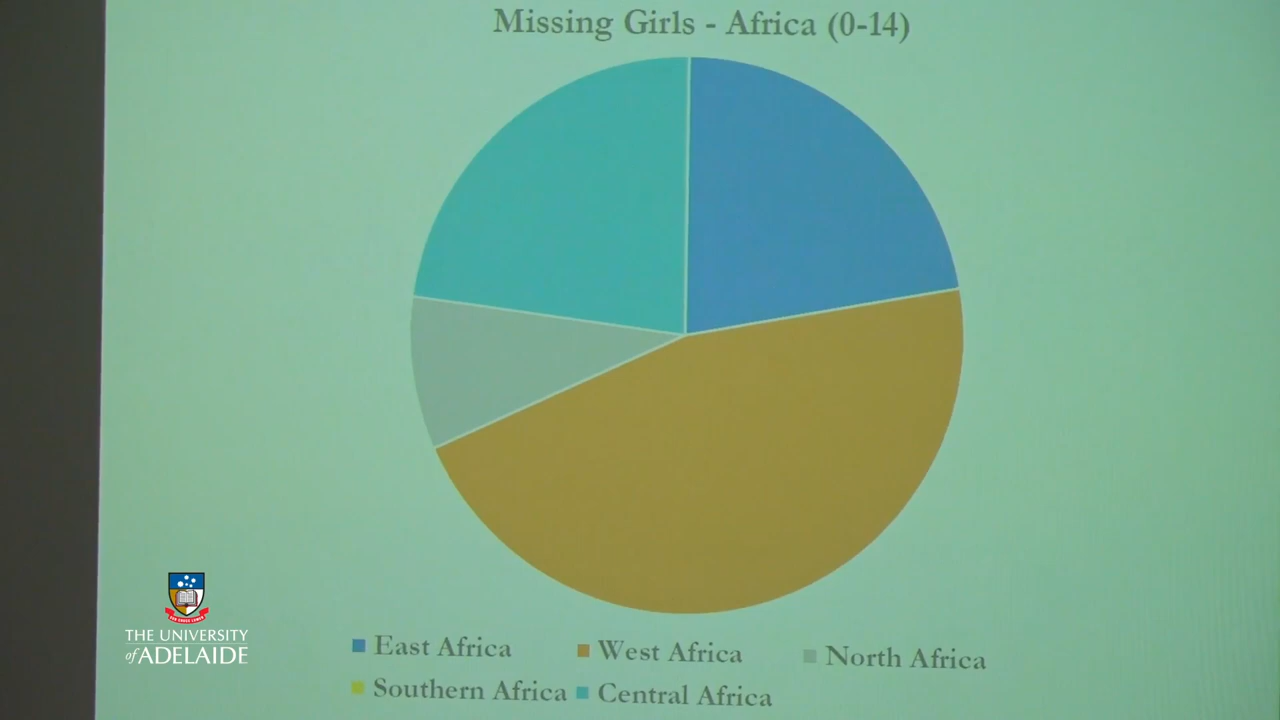 Missing Girls - Africa (0-14)
East Africa
West Africa
North Africa
Southern Africa
Central Africa
THE UNIVERSITY
of ADELAIDE